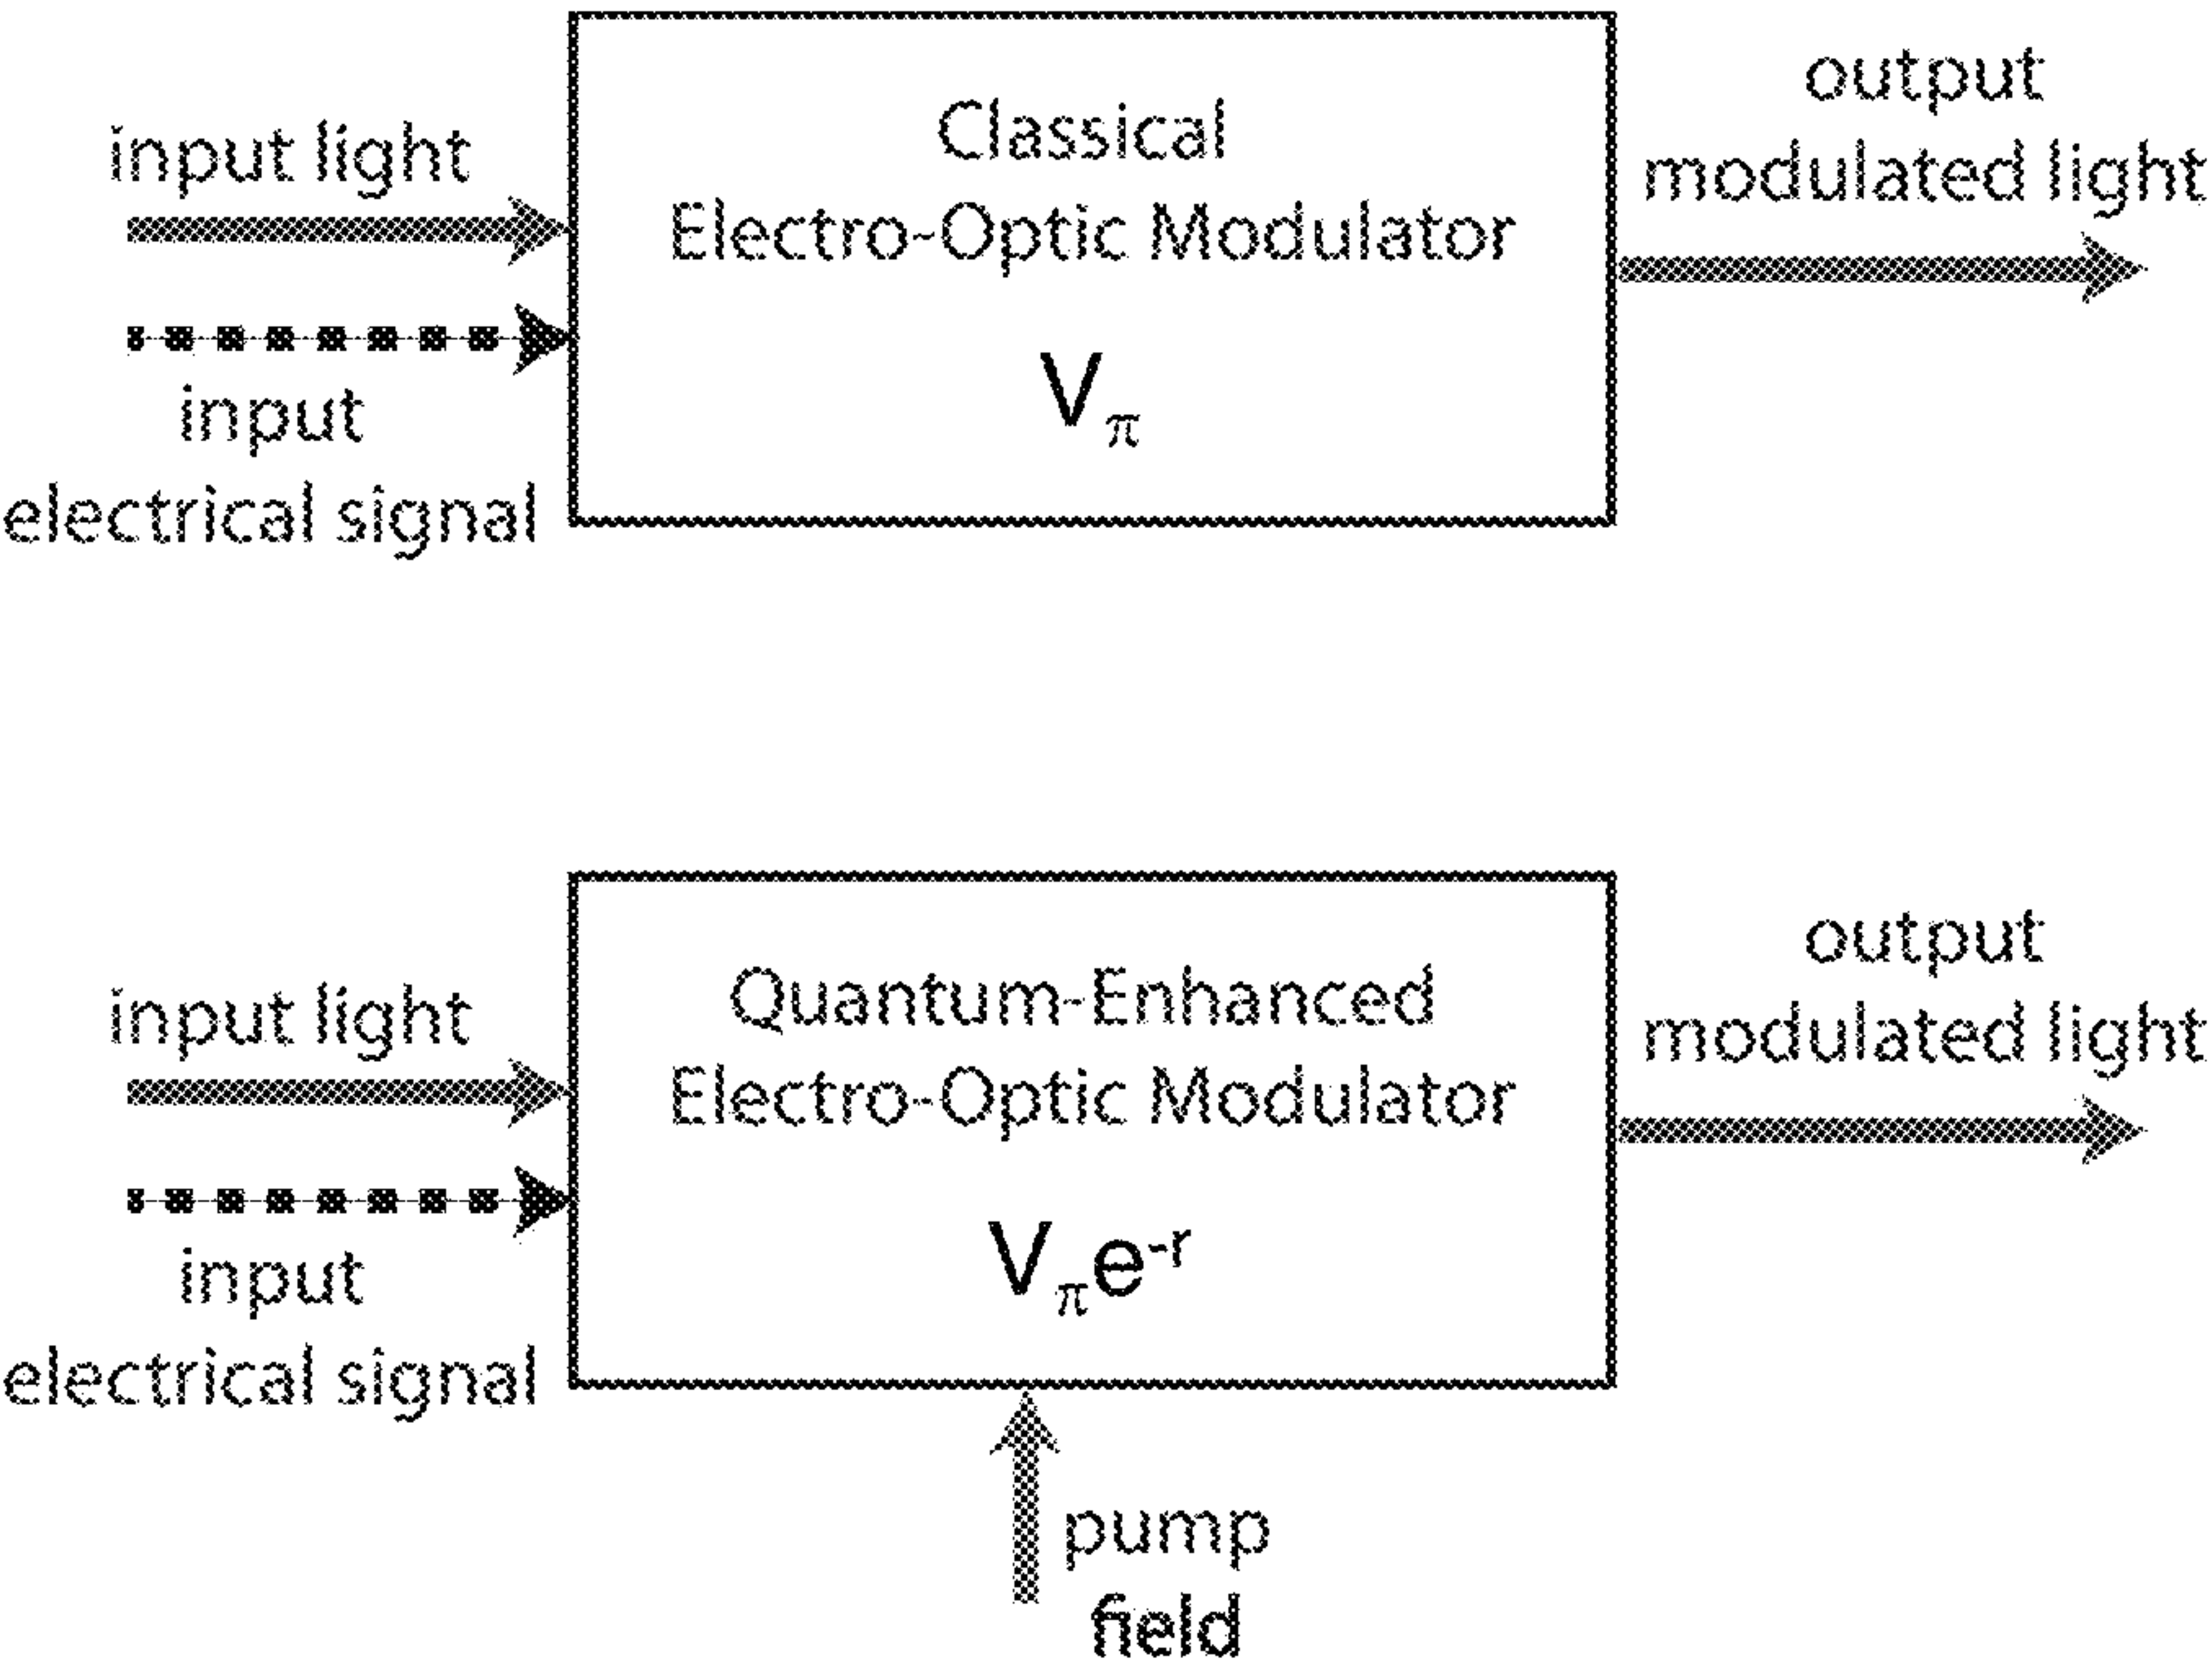 input light
input
electrical signal
Classical
Electro-Optic Modulator
Vπ
output
modulated light
input light
input
electrical signal
Quantum-Enhanced
Electro-Optic Modulator
Vπe-r
output
modulated light
pump
field